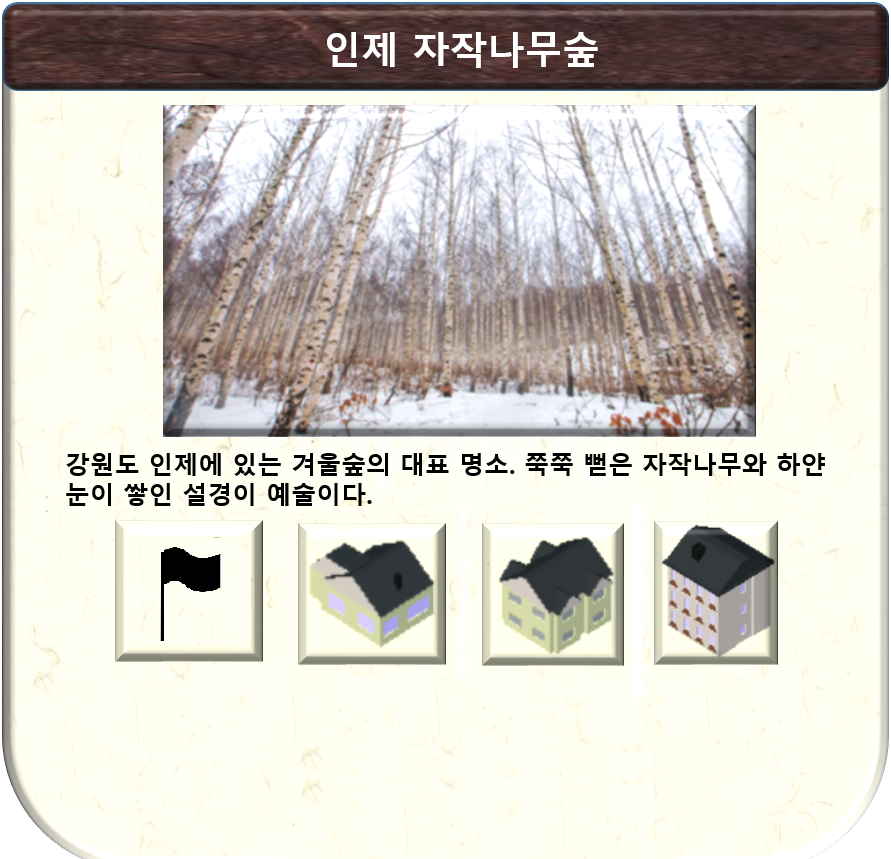 인제 자작나무숲
강원도 인제에 있는 겨울숲의 대표 명소. 쭉쭉 뻗은 자작나무와 하얀
눈이 쌓인 설경이 예술이다.